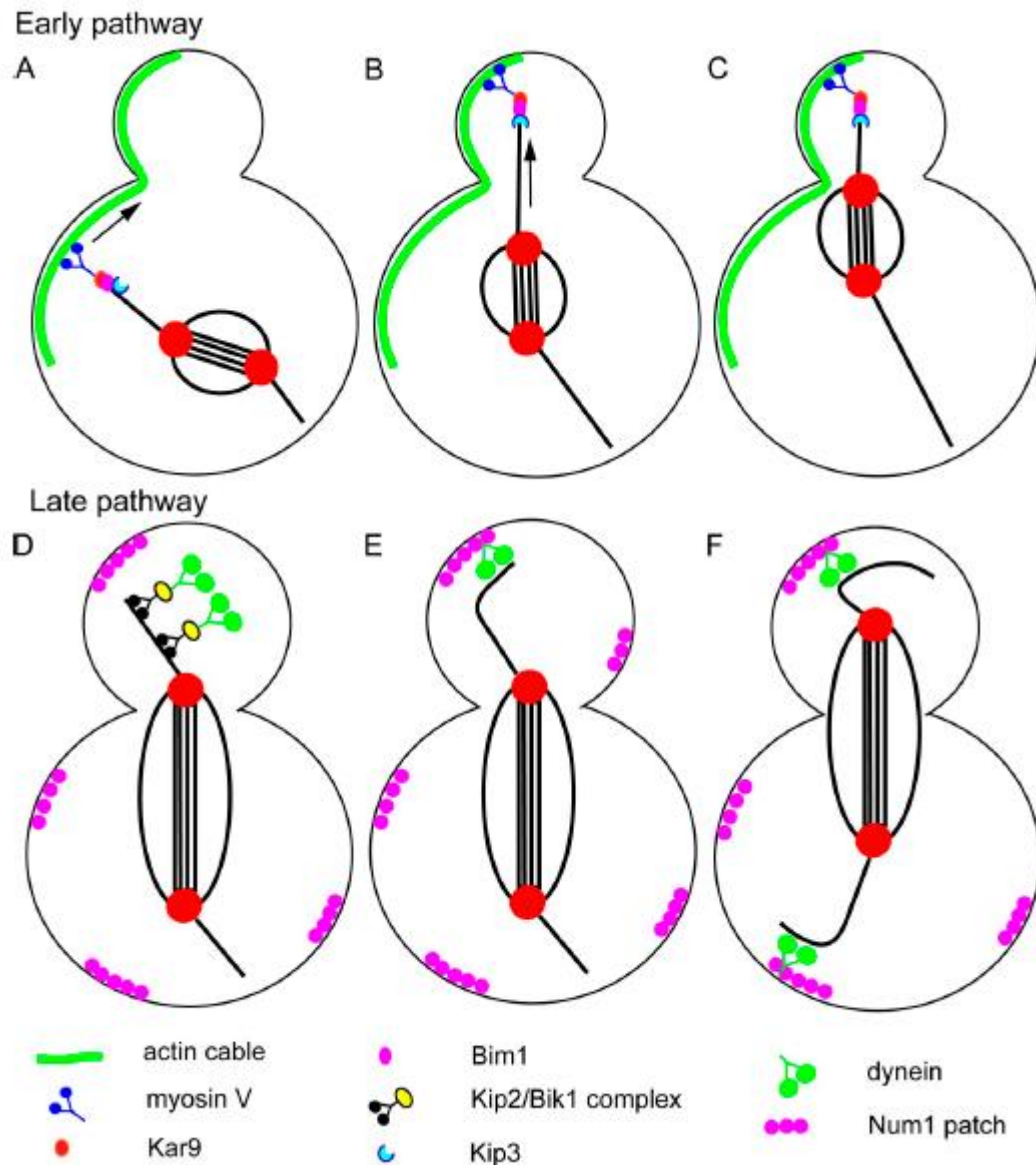 Early pathway
A
B
C
Late pathway
D
E
F
actin cable
Bim1
dynein
myosin V
Kip2/Bik1 complex
Num1 patch
Kar9
Kip3